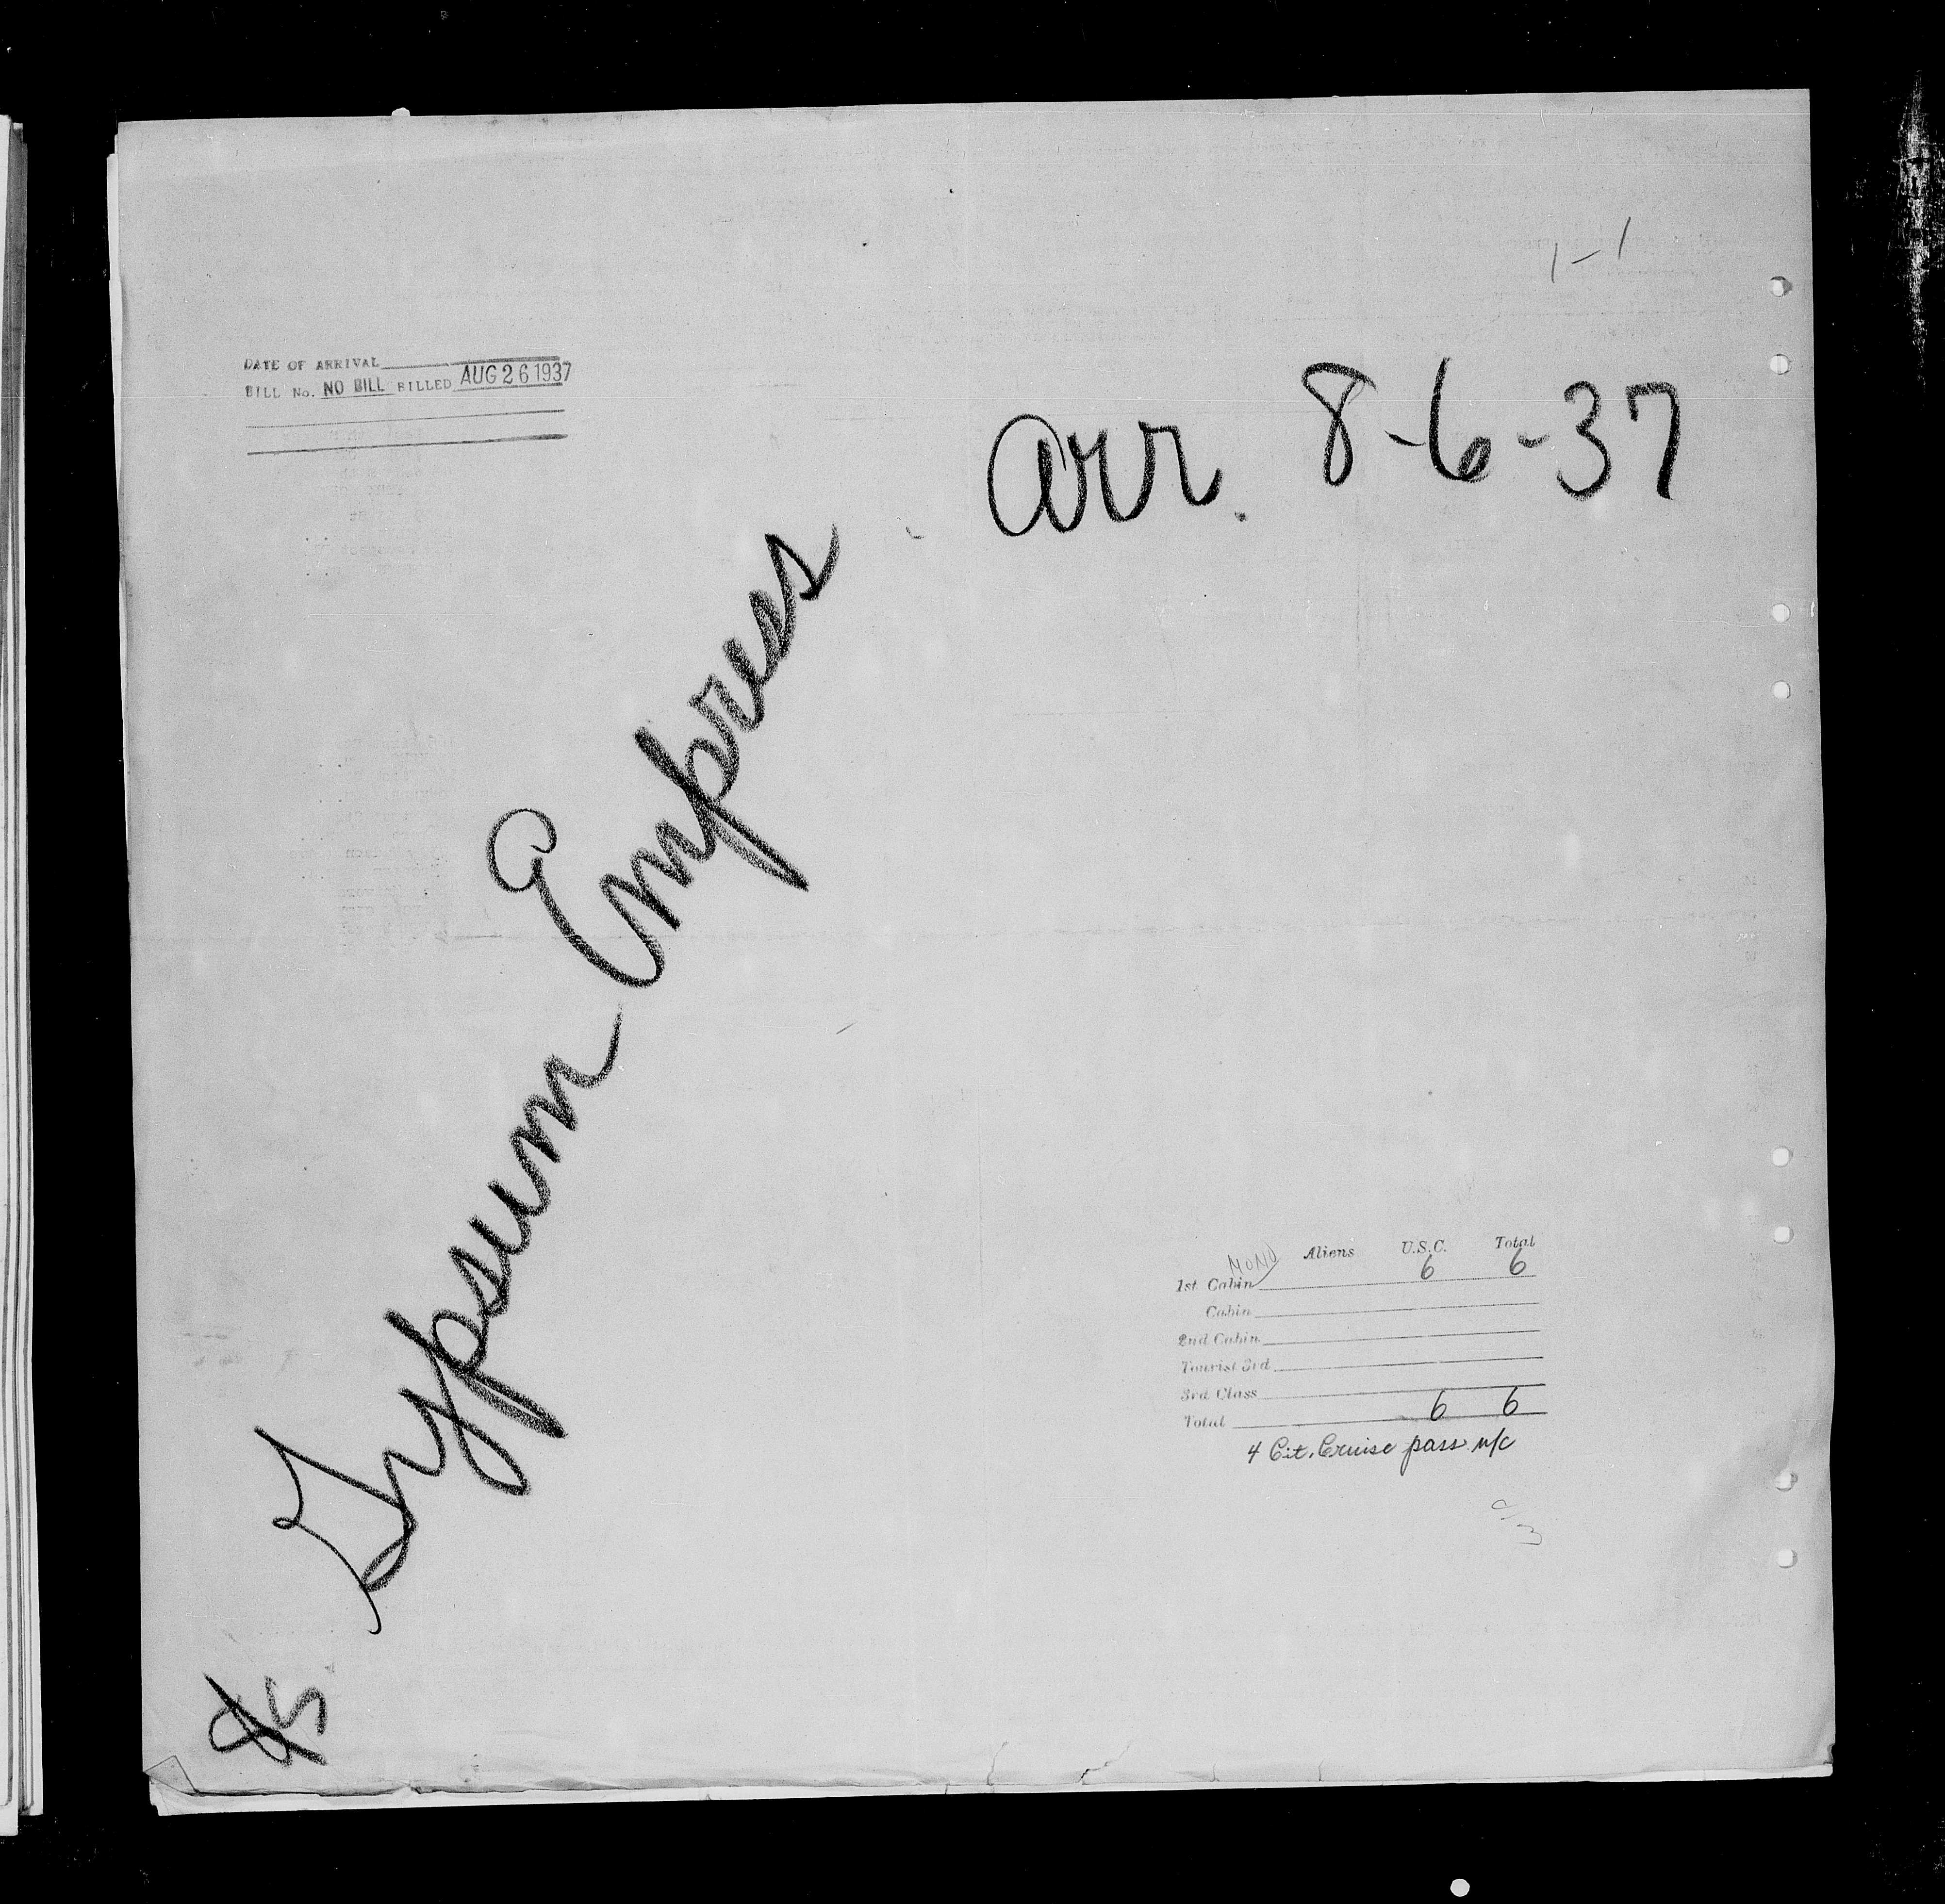 1-1
DATE OF ARRIVAL
BILL No. NO BILL BILLED AUG 26 1937
Arr. 8-6-37
SS Gypsum Empress
Aliens U.S.C. Total
1st Cabin 6 6
Cabin
2nd Cabin
Tourist 3rd
3rd Class
Total 6 6
4 Cit. Cruise pass n/c